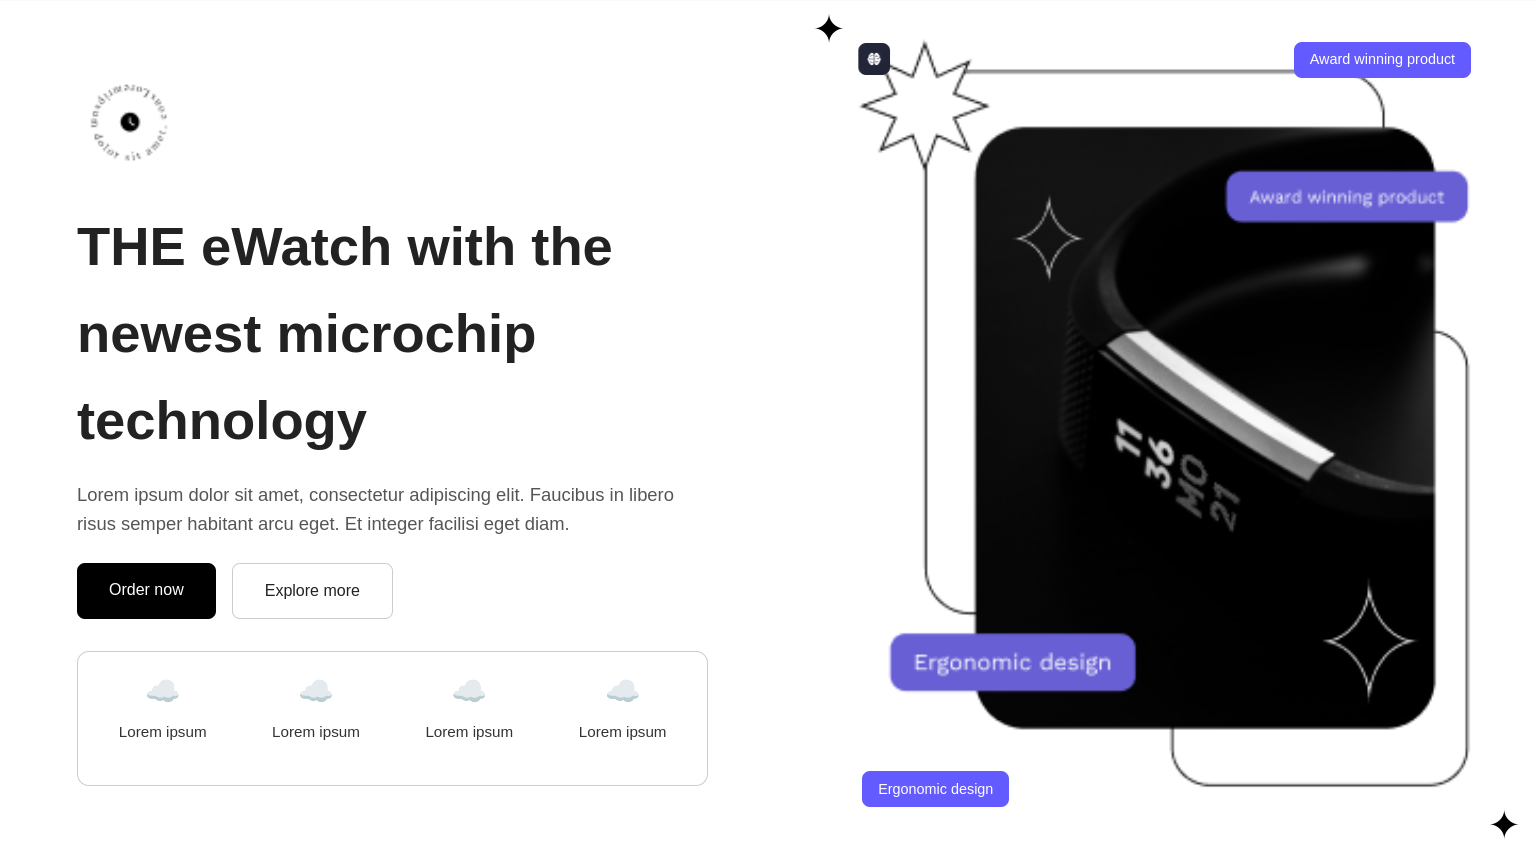 Lorem ipsum dolor sit amet, cons
THE eWatch with the
newest microchip
technology
Lorem ipsum dolor sit amet, consectetur adipiscing elit. Faucibus in libero
risus semper habitant arcu eget. Et integer facilisi eget diam.
Order now
Explore more
Lorem ipsum
Lorem ipsum
Lorem ipsum
Lorem ipsum
Award winning product
Award winning product
11
36
MO
21
Ergonomic design
Ergonomic design